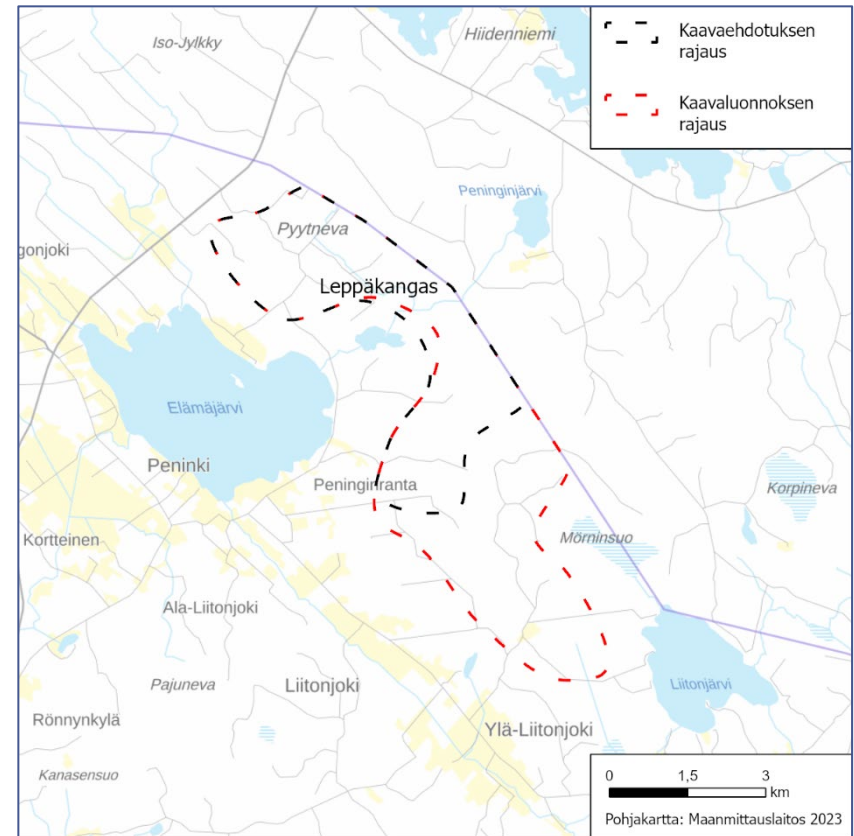 Iso-Jylkky
Hiidenniemi
Kaavaehdotuksen
rajaus
Kaavaluonnoksen
rajaus
Peninginjärvi
Pyytneva
gonjoki
Leppäkangas
Elämäjärvi
Peninki
Peninginranta
Korpineva
Kortteinen
Mörninsuo
Ala-Liitonjoki
Pajuneva
Liitonjoki
Liitonjärvi
Rönnynkylä
Ylä-Liitonjoki
Kanasensuo
0 1,5 3
km
Pohjakartta: Maanmittauslaitos 2023